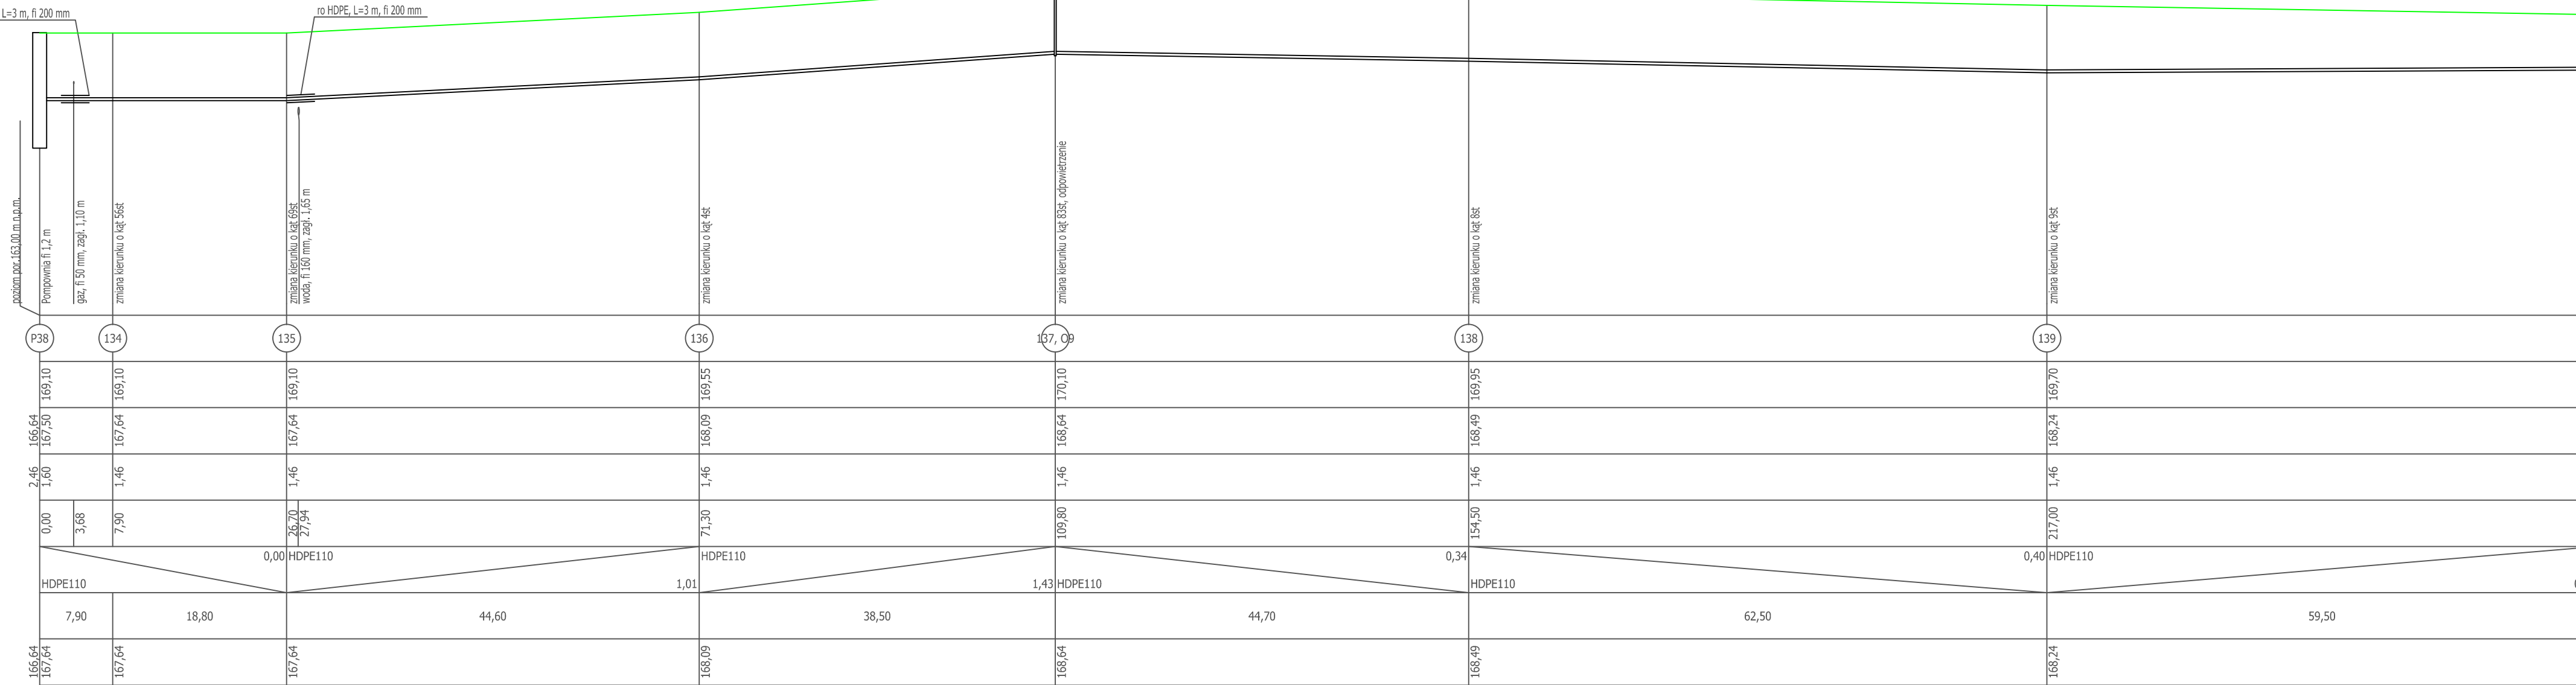 L=3 m, fi 200 mm
ro HDPE, L=3 m, fi 200 mm
poziom por.163,00 m n.p.m.
Pompownia fi 1,2 m
gaz, fi 50 mm, zagł. 1,10 m
zmiana kierunku o kąt 56st
zmiana kierunku o kąt 69st
woda, fi 160 mm, zagł. 1,65 m
zmiana kierunku o kąt 4st
zmiana kierunku o kąt 83st, odpowietrzenie
zmiana kierunku o kąt 8st
zmiana kierunku o kąt 9st
P38 134 135 136 137, O9 138 139
169,10 169,10 169,10 169,55 170,10 169,95 169,70
166,64 167,50 167,64 167,64 168,09 168,64 168,49 168,24
2,46 1,60 1,46 1,46 1,46 1,46 1,46 1,46
0,00 3,68 7,90 26,70 27,94 71,30 109,80 154,50 217,00
0,00 HDPE110 HDPE110 0,34 0,40 HDPE110
HDPE110 1,01 1,43 HDPE110 HDPE110
7,90 18,80 44,60 38,50 44,70 62,50 59,50
166,64 167,64 167,64 167,64 168,09 168,64 168,49 168,24